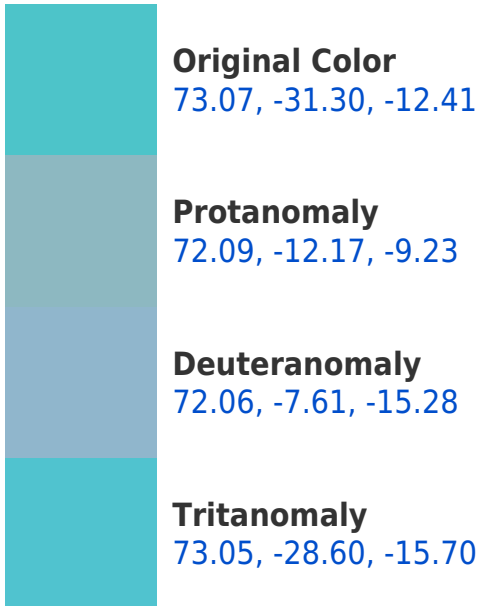 Original Color
73.07, -31.30, -12.41
Protanomaly
72.09, -12.17, -9.23
Deuteranomaly
72.06, -7.61, -15.28
Tritanomaly
73.05, -28.60, -15.70